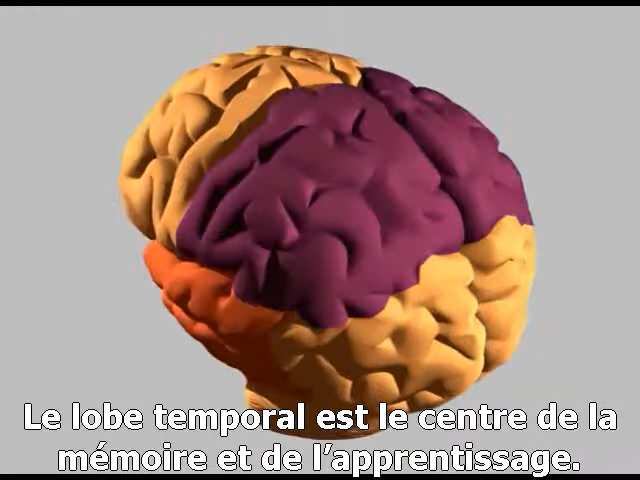 Le lobe temporal est le centre de la
mémoire et de l’apprentissage.